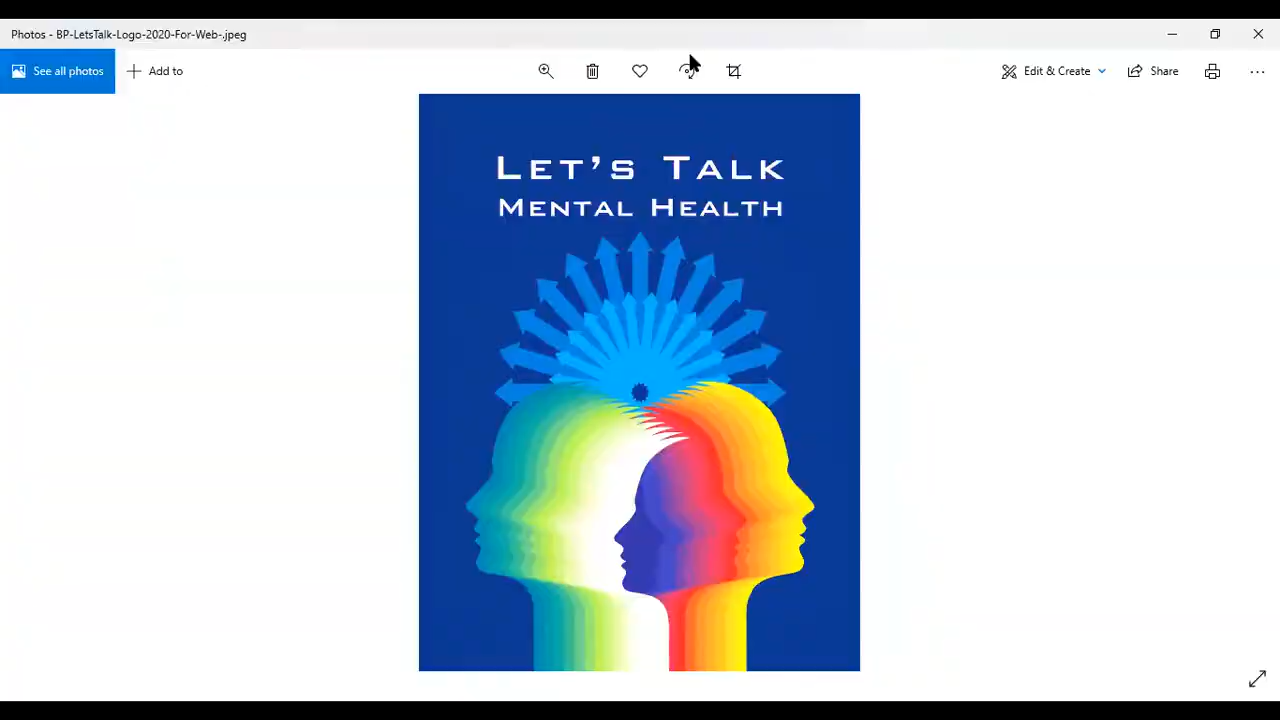 Photos - BP-LetsTalk-Logo-2020-For-Web-.jpeg
See all photos
Add to
Edit & Create
Share
LET'S TALK
MENTAL HEALTH